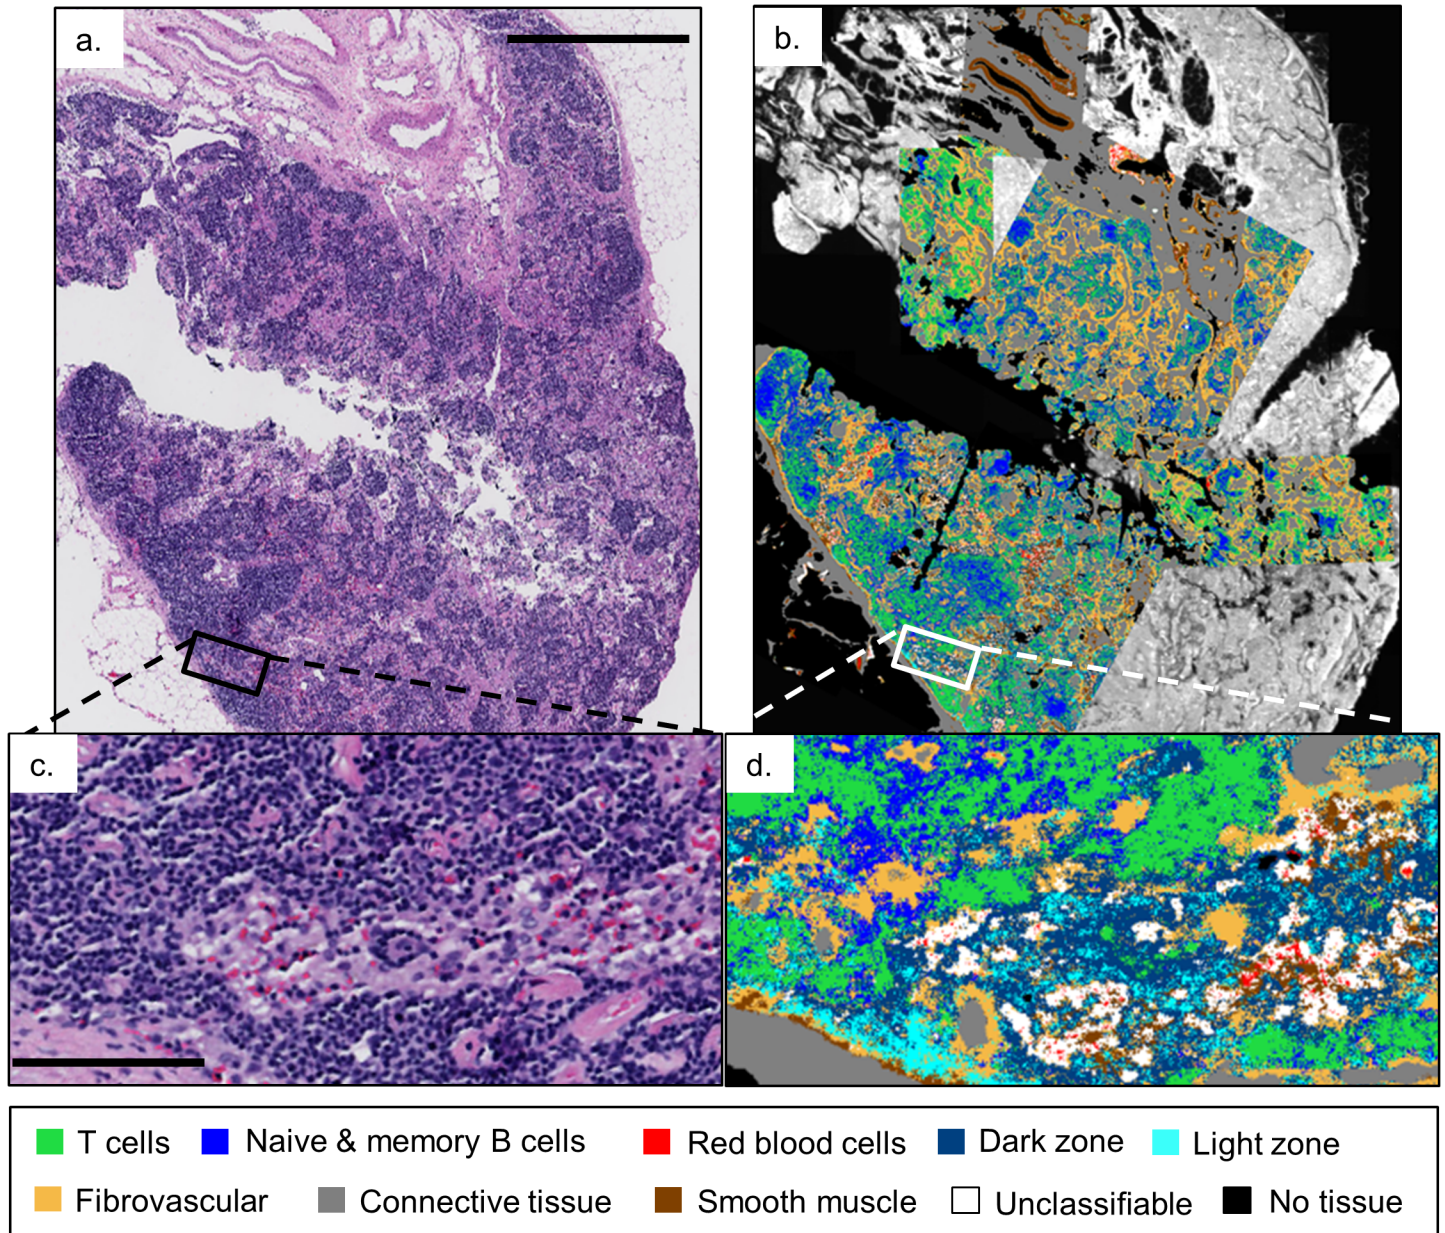 a.
b.
c.
d.
T cells Naive & memory B cells Red blood cells Dark zone Light zone
Fibrovascular Connective tissue Smooth muscle Unclassifiable No tissue